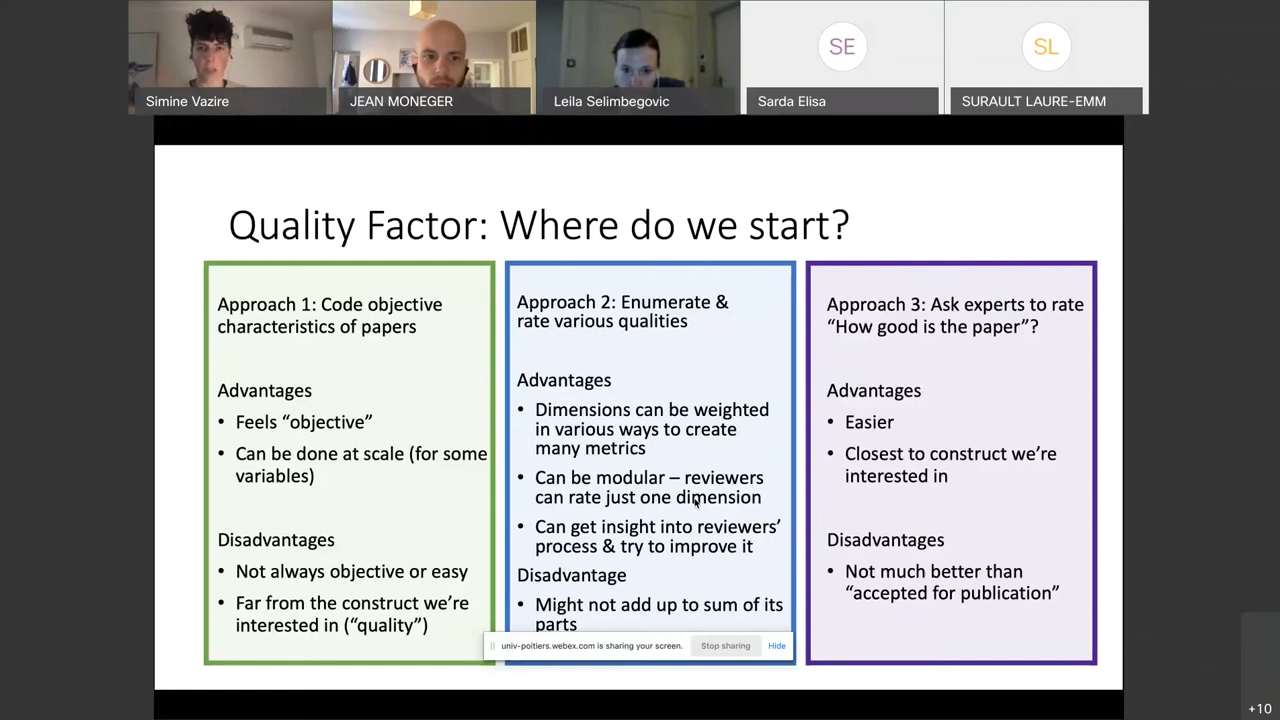 SE
SL
Simine Vazire
JEAN MONEGER
Leila Selimbegovic
Sarda Elisa
SURAULT LAURE-EMM
Quality Factor: Where do we start?
Approach 1: Code objective
characteristics of papers
Advantages
• Feels “objective”
• Can be done at scale (for some
variables)
Disadvantages
• Not always objective or easy
• Far from the construct we’re
interested in (“quality”)
Approach 2: Enumerate &
rate various qualities
Advantages
• Dimensions can be weighted
in various ways to create
many metrics
• Can be modular – reviewers
can rate just one dimension
• Can get insight into reviewers’
process & try to improve it
Disadvantage
• Might not add up to sum of its
parts
Approach 3: Ask experts to rate
“How good is the paper”?
Advantages
• Easier
• Closest to construct we’re
interested in
Disadvantages
• Not much better than
“accepted for publication”
univ-poitiers.webex.com is sharing your screen.
Stop sharing
Hide
+10